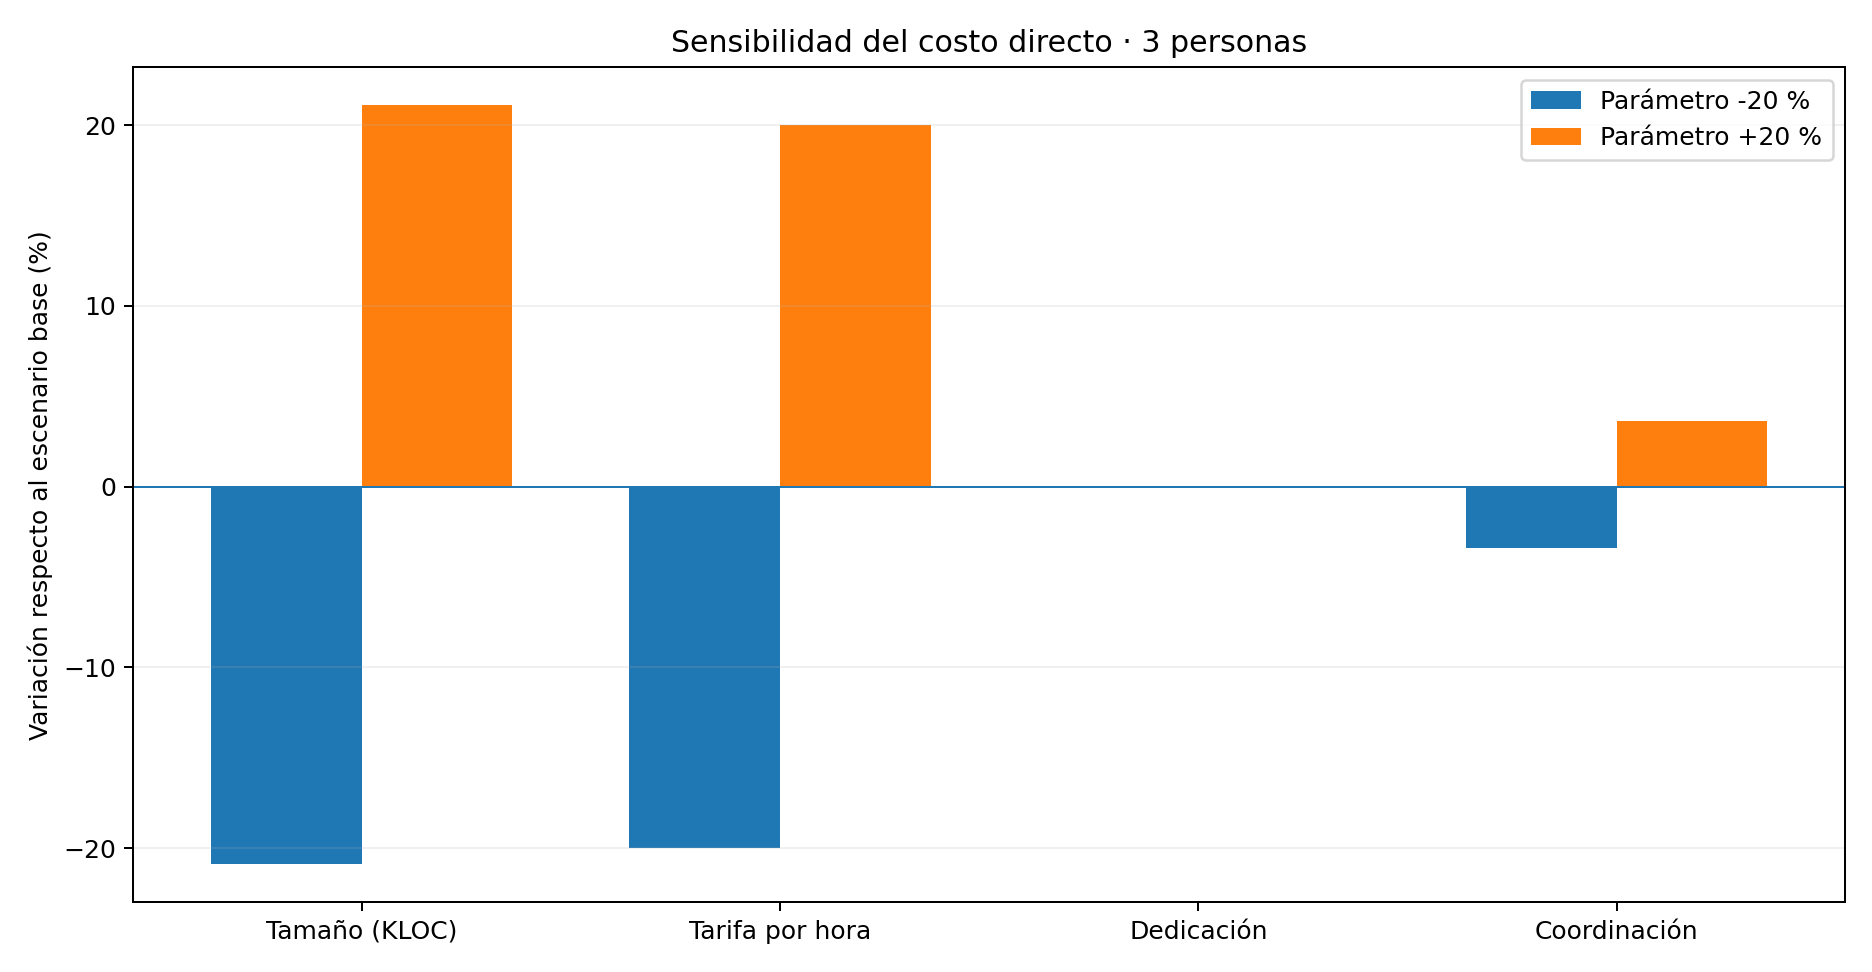 Sensibilidad del costo directo · 3 personas
Parámetro -20 %
Parámetro +20 %
Variación respecto al escenario base (%)
20
10
0
−10
−20
Tamaño (KLOC)
Tarifa por hora
Dedicación
Coordinación